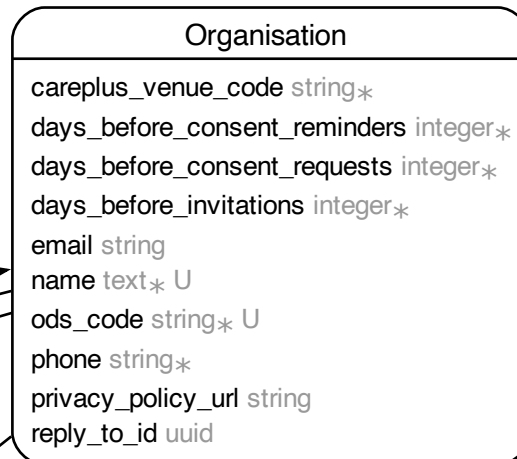 Organisation
careplus_venue_code string*
days_before_consent_reminders integer*
days_before_consent_requests integer*
days_before_invitations integer*
email string
name text* U
ods_code string* U
phone string*
privacy_policy_url string
reply_to_id uuid